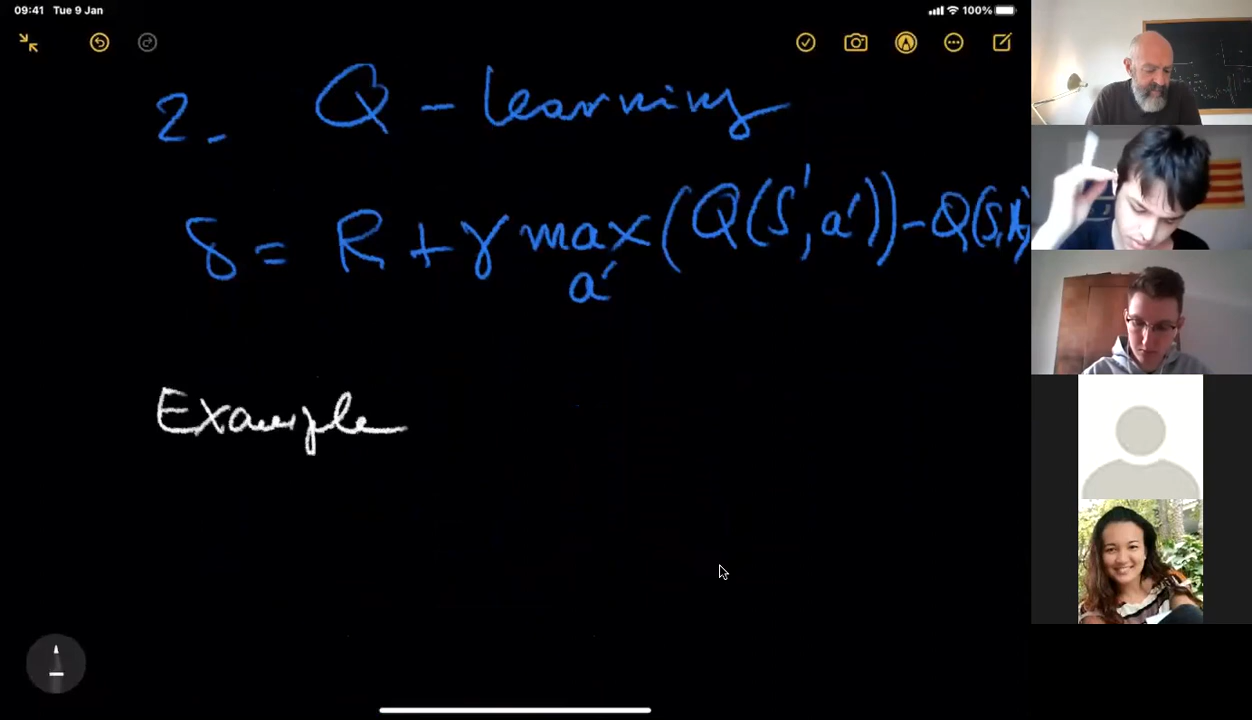 09:41 Tue 9 Jan 100%
2. Q-learning
δ = R + γ max (Q(S', a')) - Q(S, A)
a'
Example